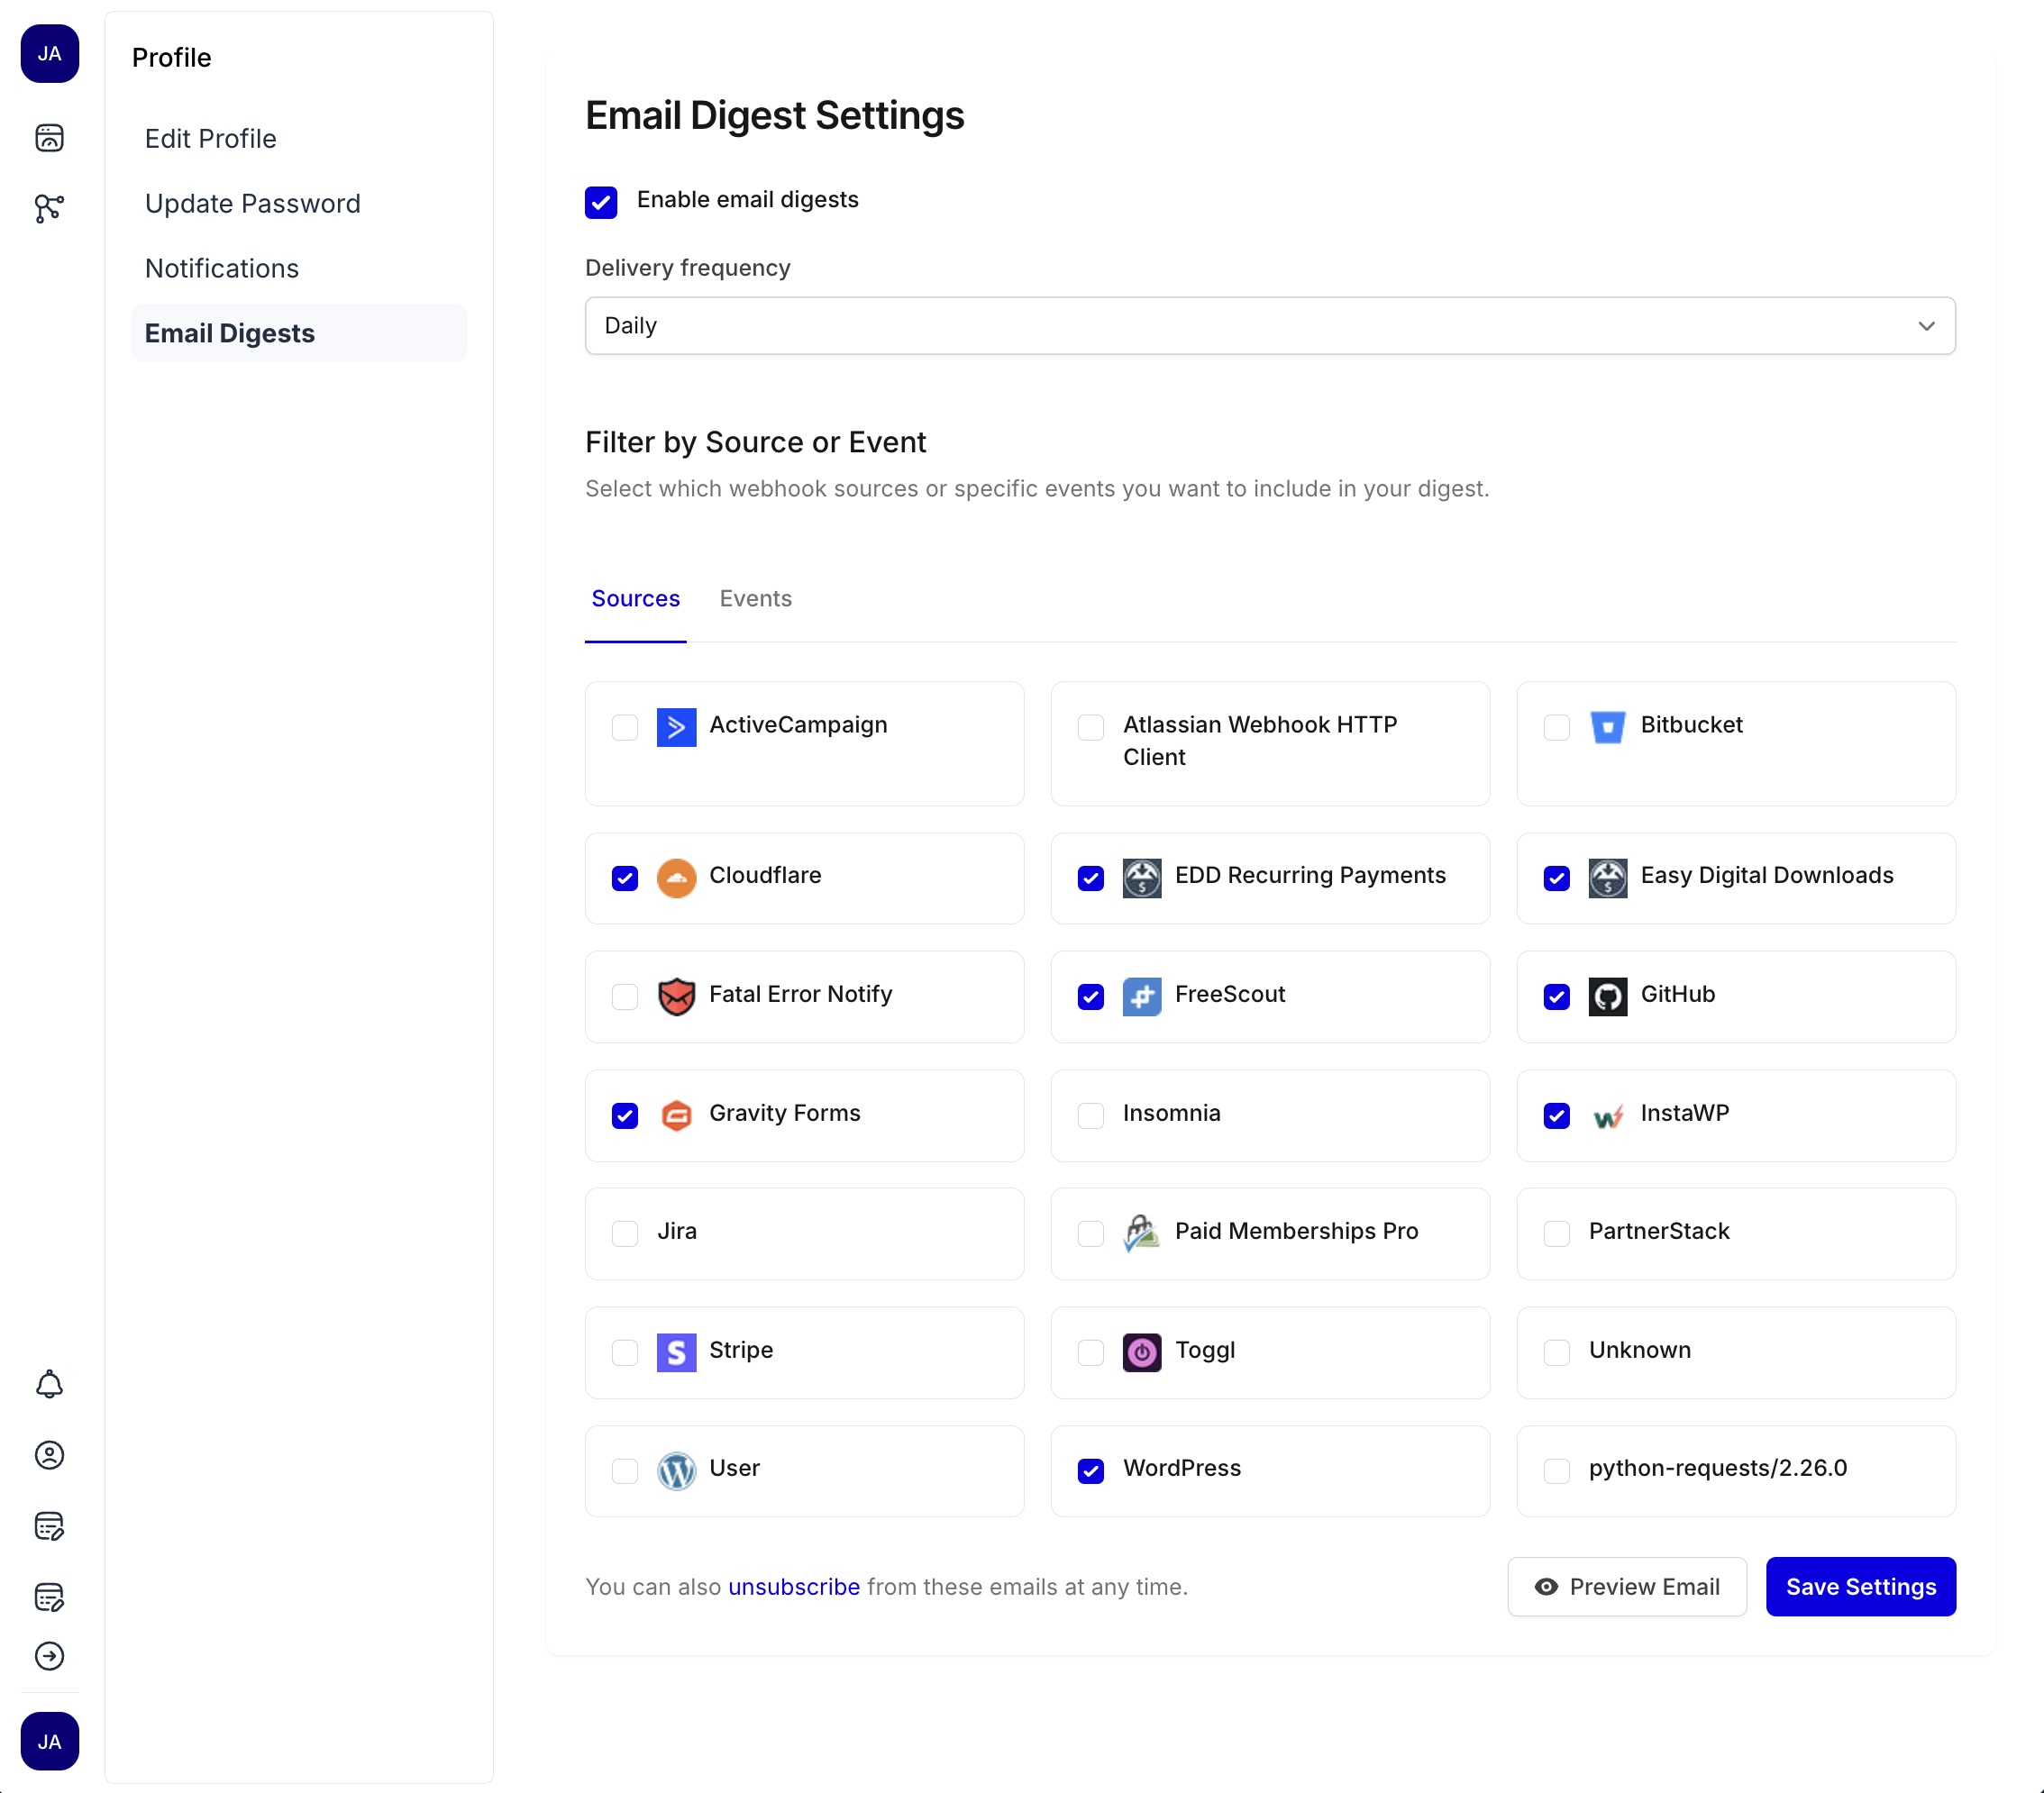 JA
Profile
Edit Profile
Update Password
Notifications
Email Digests
Email Digest Settings
Enable email digests
Delivery frequency
Daily
Filter by Source or Event
Select which webhook sources or specific events you want to include in your digest.
Sources
Events
ActiveCampaign
Atlassian Webhook HTTP
Client
Bitbucket
Cloudflare
EDD Recurring Payments
Easy Digital Downloads
Fatal Error Notify
FreeScout
GitHub
Gravity Forms
Insomnia
InstaWP
Jira
Paid Memberships Pro
PartnerStack
Stripe
Toggl
Unknown
User
WordPress
python-requests/2.26.0
You can also unsubscribe from these emails at any time.
Preview Email
Save Settings
JA